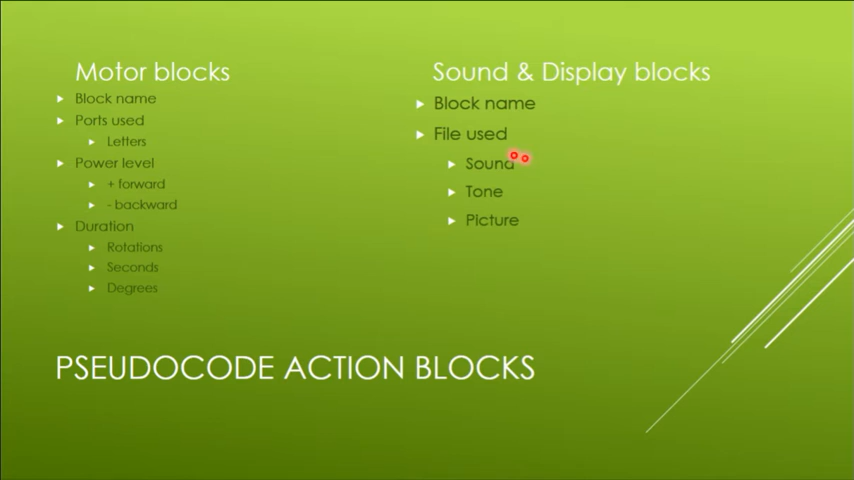 Motor blocks
Block name
Ports used
Letters
Power level
+ forward
- backward
Duration
Rotations
Seconds
Degrees
Sound & Display blocks
Block name
File used
Sound
Tone
Picture
PSEUDOCODE ACTION BLOCKS